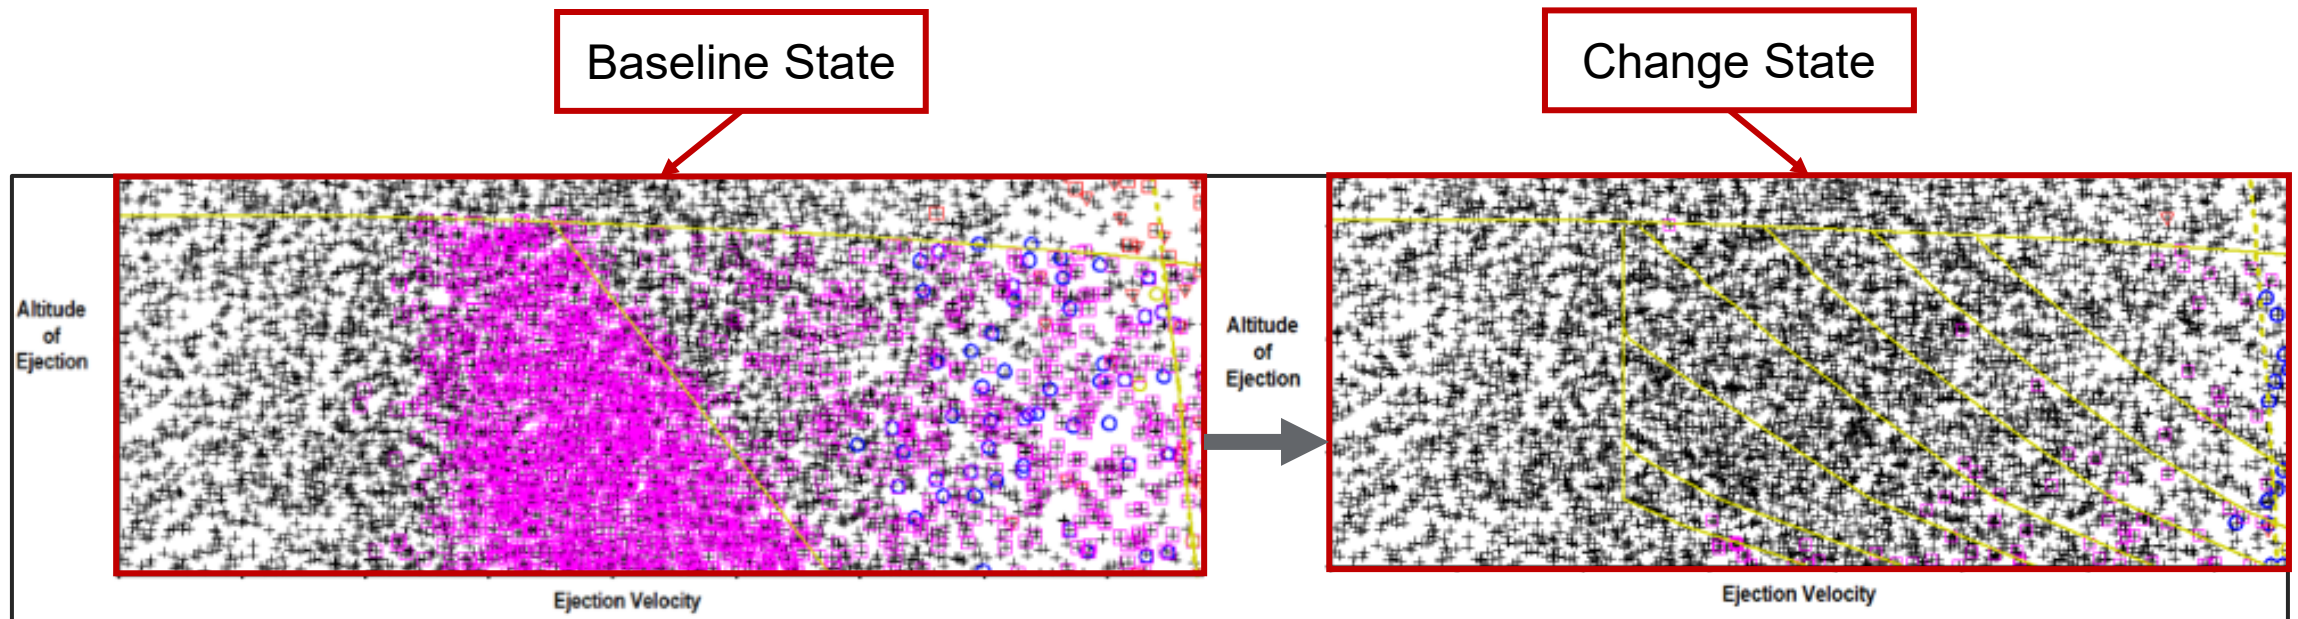 Baseline State
Change State
Altitude
of
Ejection
Ejection Velocity
Altitude
of
Ejection
Ejection Velocity